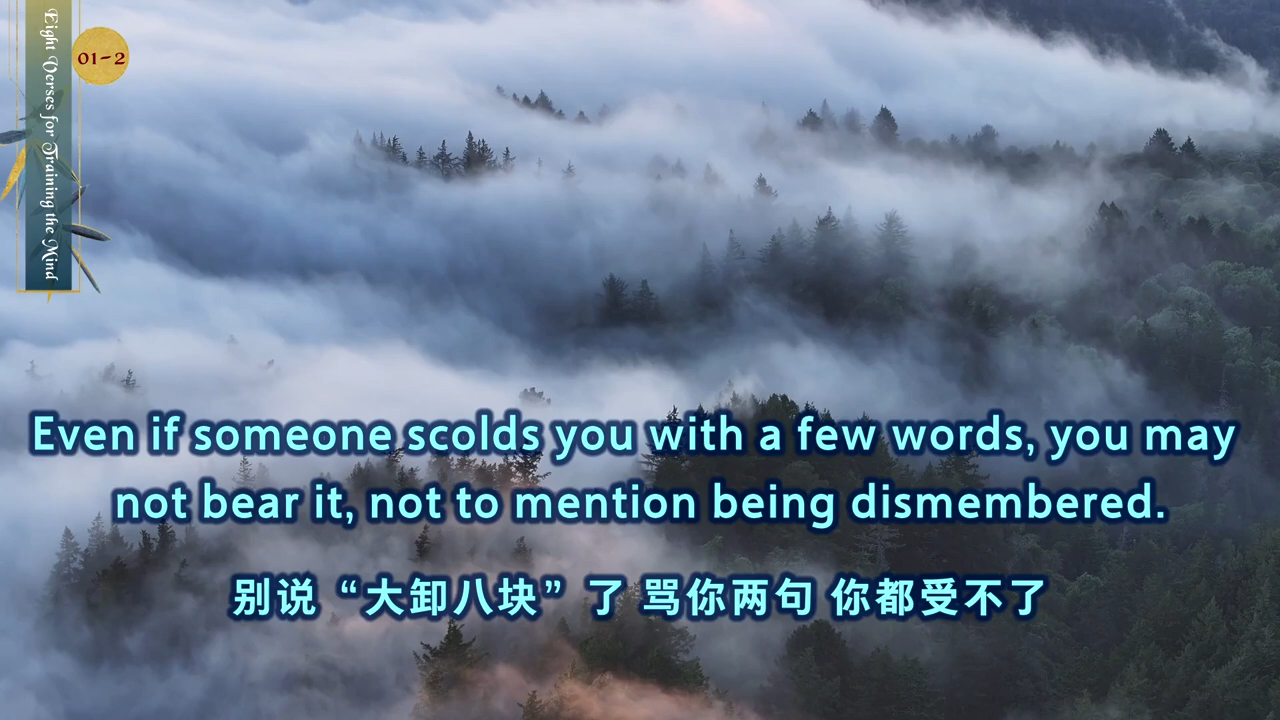 Eight Verses for Training the Mind
01-2
Even if someone scolds you with a few words, you may
not bear it, not to mention being dismembered.
别说“大卸八块”了 骂你两句 你都受不了